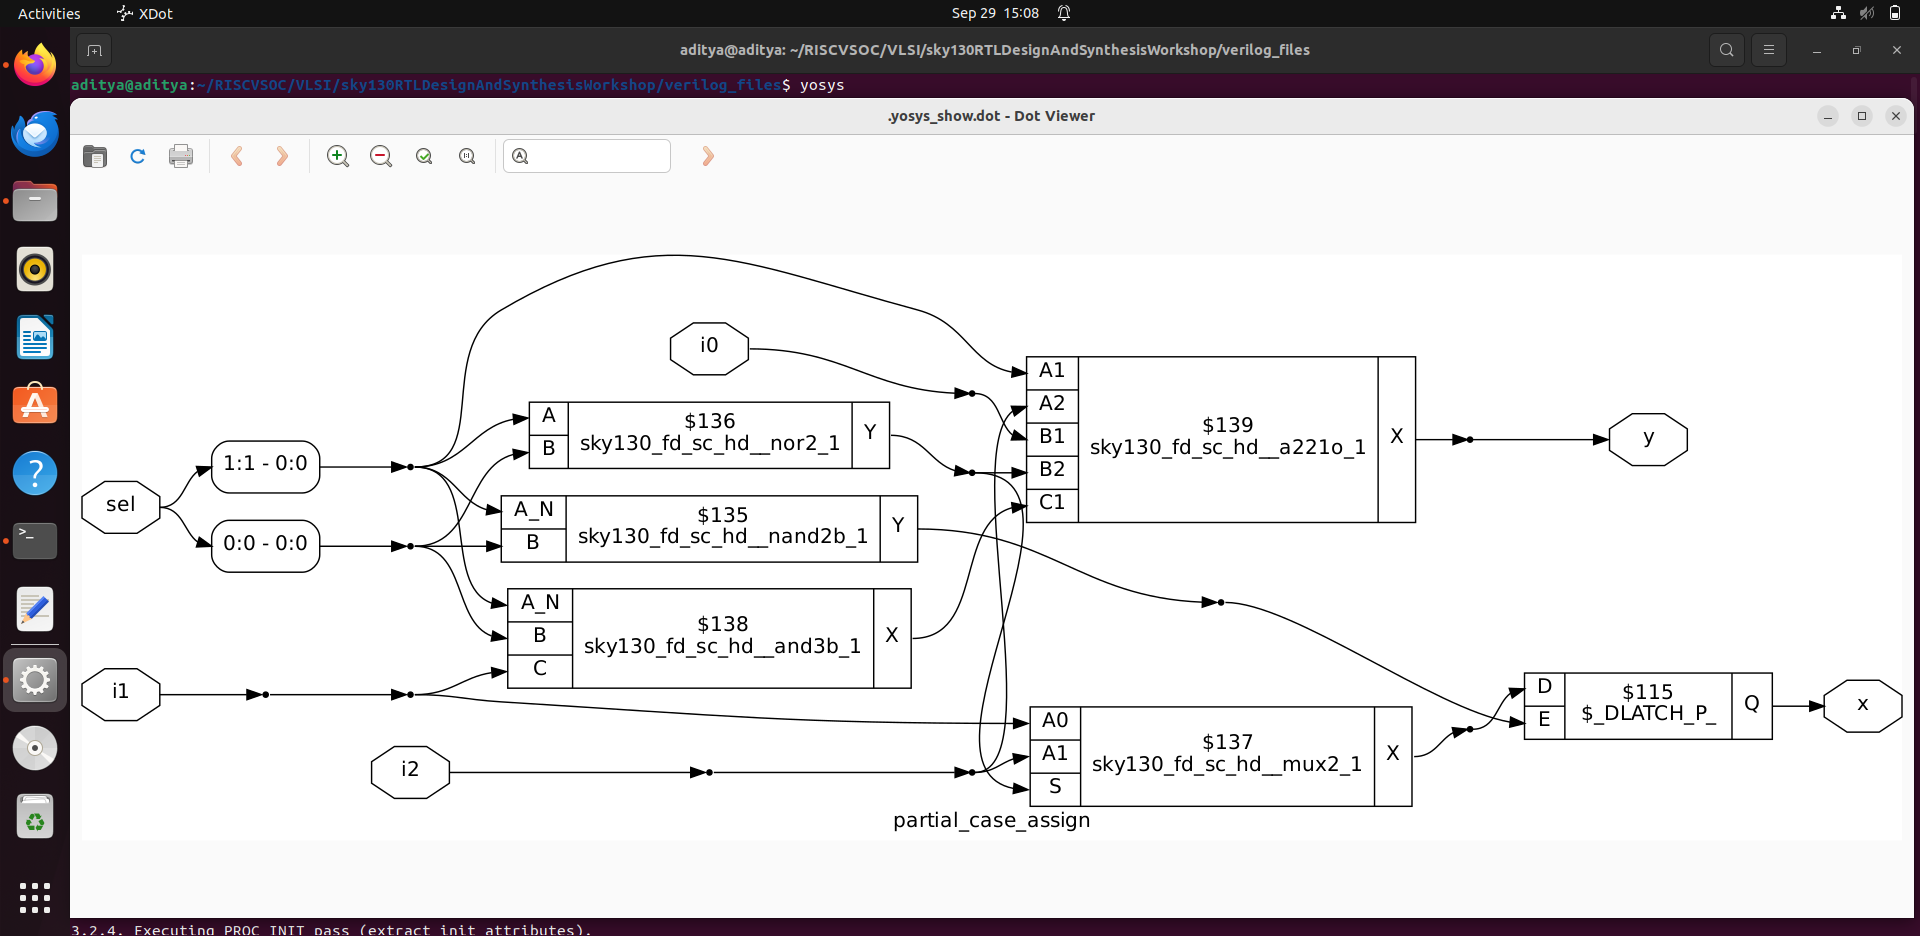 Activities XDot Sep 29 15:08
aditya@aditya: ~/RISCVSOC/VLSI/sky130RTLDesignAndSynthesisWorkshop/verilog_files
aditya@aditya:~/RISCVSOC/VLSI/sky130RTLDesignAndSynthesisWorkshop/verilog_files$ yosys
.yosys_show.dot - Dot Viewer
i0
A
B
$136
sky130_fd_sc_hd__nor2_1
Y
A1
A2
B1
B2
C1
$139
sky130_fd_sc_hd__a221o_1
X
y
1:1 - 0:0
sel
0:0 - 0:0
A_N
B
$135
sky130_fd_sc_hd__nand2b_1
Y
A_N
B
C
$138
sky130_fd_sc_hd__and3b_1
X
i1
i2
A0
A1
S
$137
sky130_fd_sc_hd__mux2_1
X
D
E
$115
$_DLATCH_P_
Q
x
partial_case_assign
3.2.4. Executing PROC_INIT pass (extract init attributes).